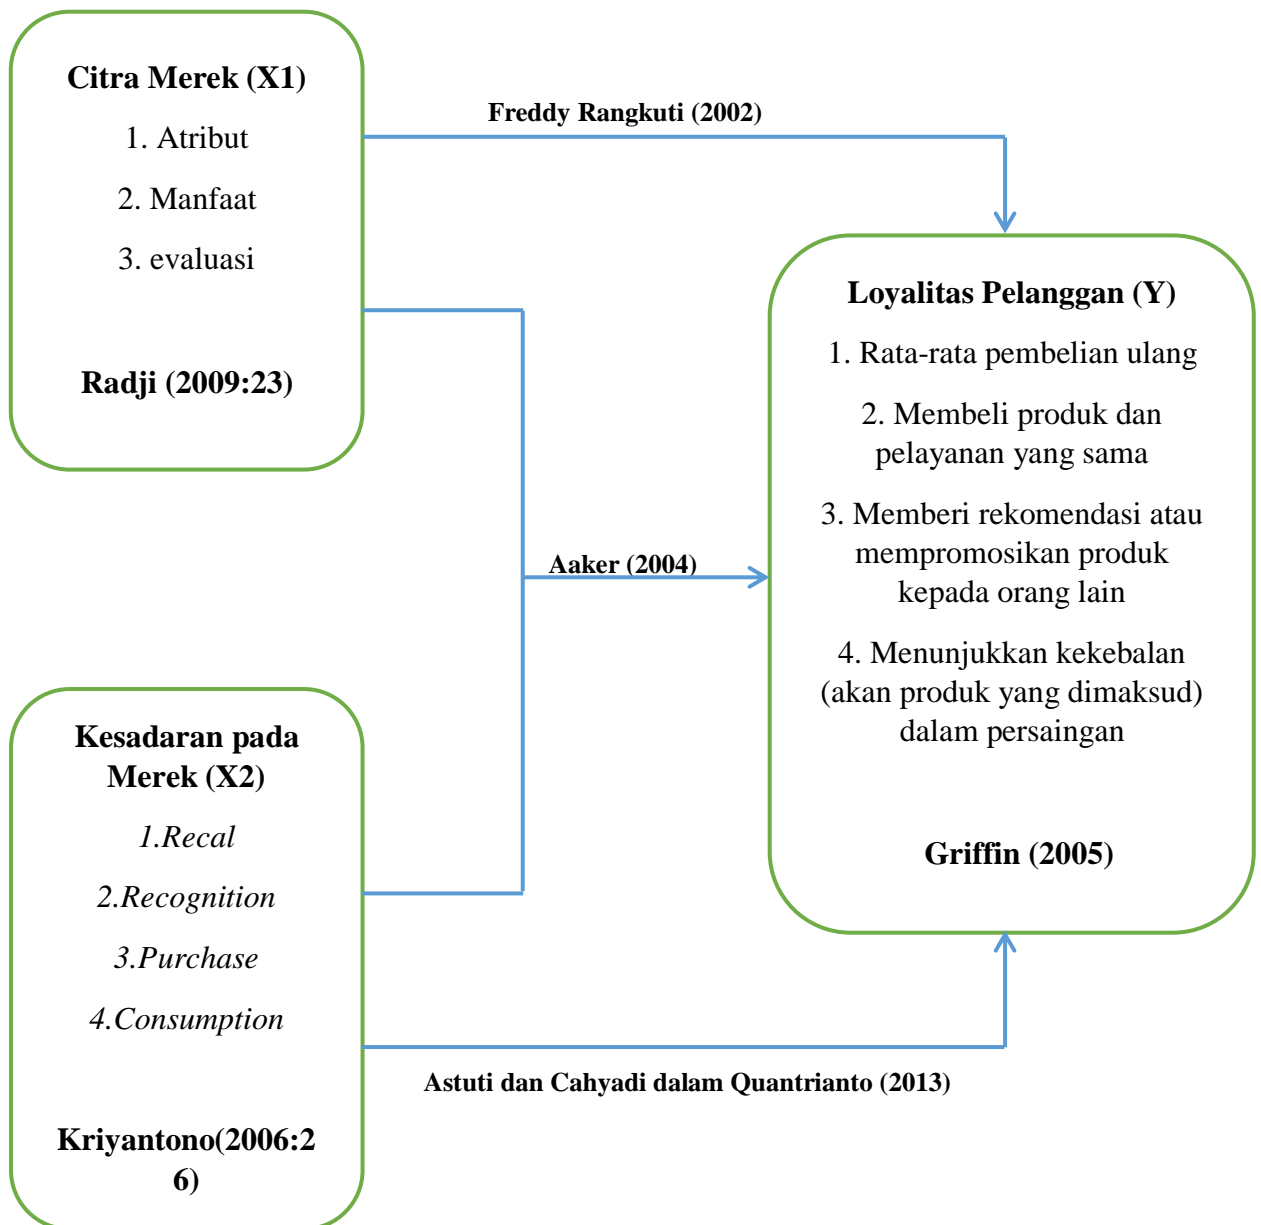 Citra Merek (X1)
1. Atribut
2. Manfaat
3. evaluasi
Radji (2009:23)
Freddy Rangkuti (2002)
Loyalitas Pelanggan (Y)
1. Rata-rata pembelian ulang
2. Membeli produk dan
pelayanan yang sama
3. Memberi rekomendasi atau
mempromosikan produk
kepada orang lain
4. Menunjukkan kekebalan
(akan produk yang dimaksud)
dalam persaingan
Griffin (2005)
Aaker (2004)
Kesadaran pada
Merek (X2)
1.Recal
2.Recognition
3.Purchase
4.Consumption
Kriyantono(2006:2
6)
Astuti dan Cahyadi dalam Quantrianto (2013)